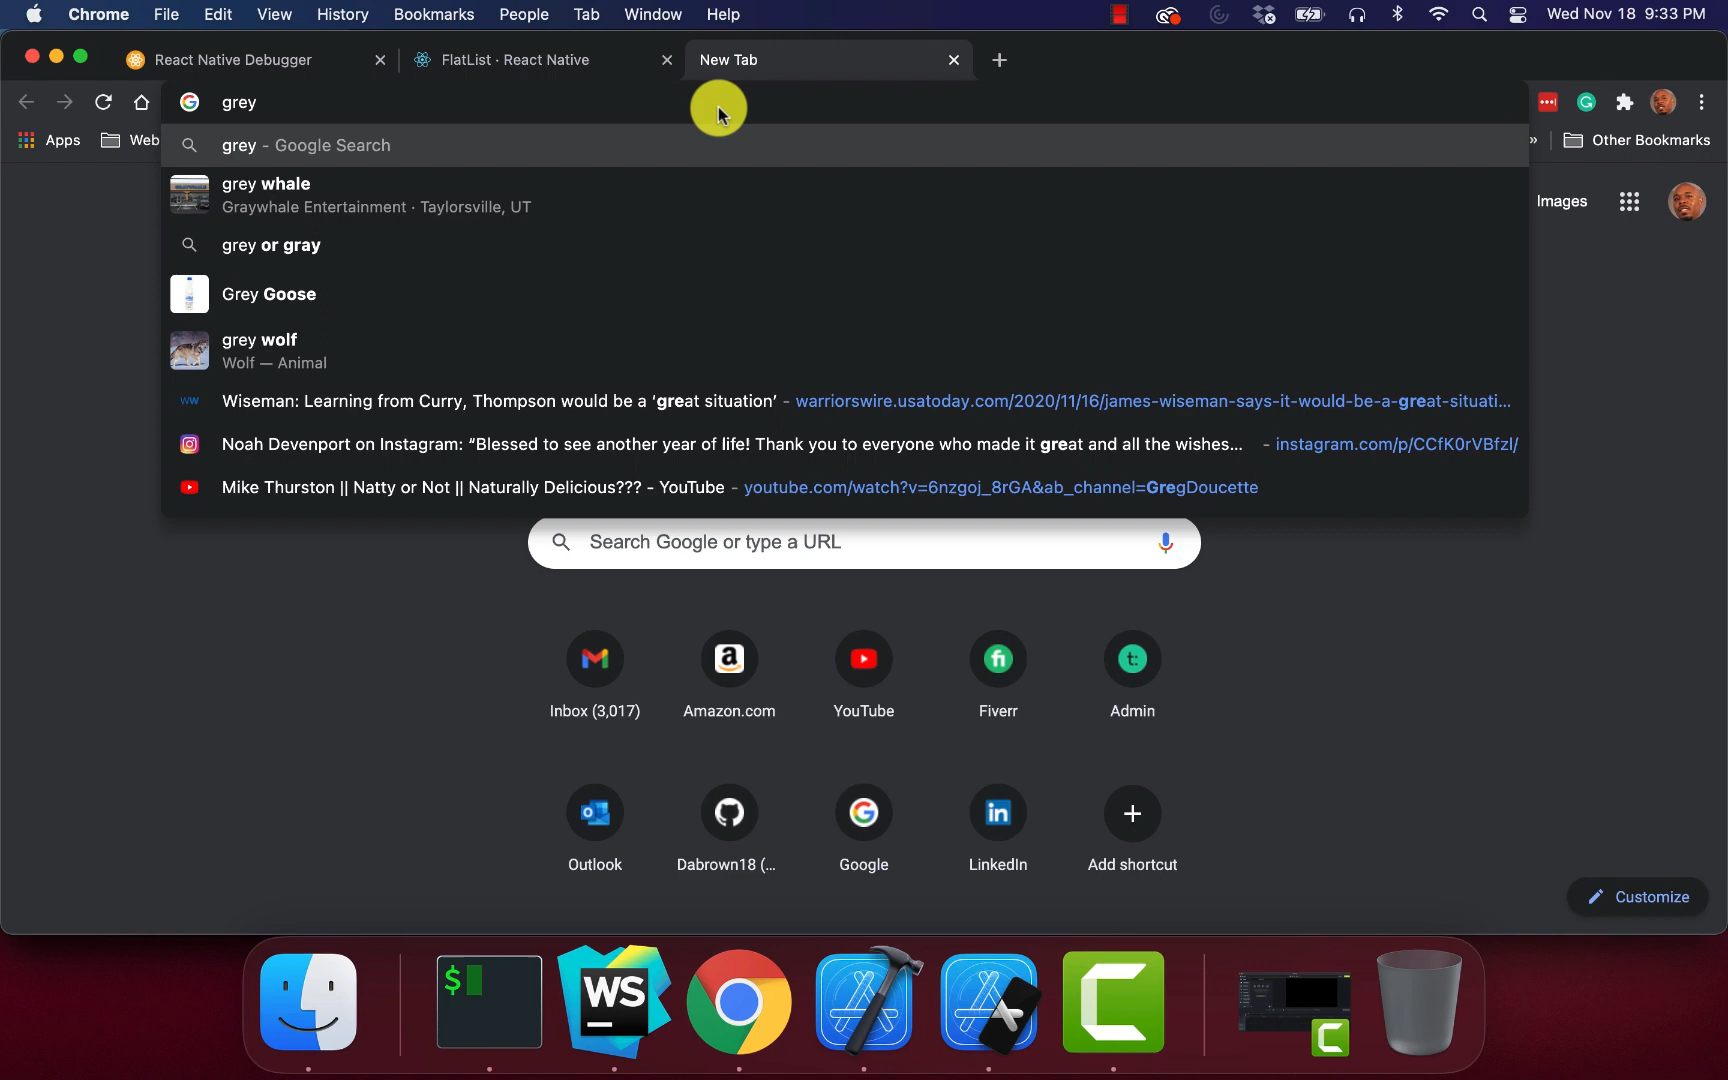 Chrome File Edit View History Bookmarks People Tab Window Help Wed Nov 18 9:33 PM
React Native Debugger FlatList · React Native New Tab
grey
Apps Web » Other Bookmarks
grey - Google Search
grey whale
Graywhale Entertainment · Taylorsville, UT
Images
grey or gray
Grey Goose
grey wolf
Wolf — Animal
ww Wiseman: Learning from Curry, Thompson would be a ‘great situation’ - warriorswire.usatoday.com/2020/11/16/james-wiseman-says-it-would-be-a-great-situati...
Noah Devenport on Instagram: “Blessed to see another year of life! Thank you to everyone who made it great and all the wishes... - instagram.com/p/CCfK0rVBfzl/
Mike Thurston || Natty or Not || Naturally Delicious??? - YouTube - youtube.com/watch?v=6nzgoj_8rGA&ab_channel=GregDoucette
Search Google or type a URL
a fi t:
Inbox (3,017) Amazon.com YouTube Fiverr Admin
in
Outlook Dabrown18 (... Google LinkedIn Add shortcut
Customize
$ WS C
C